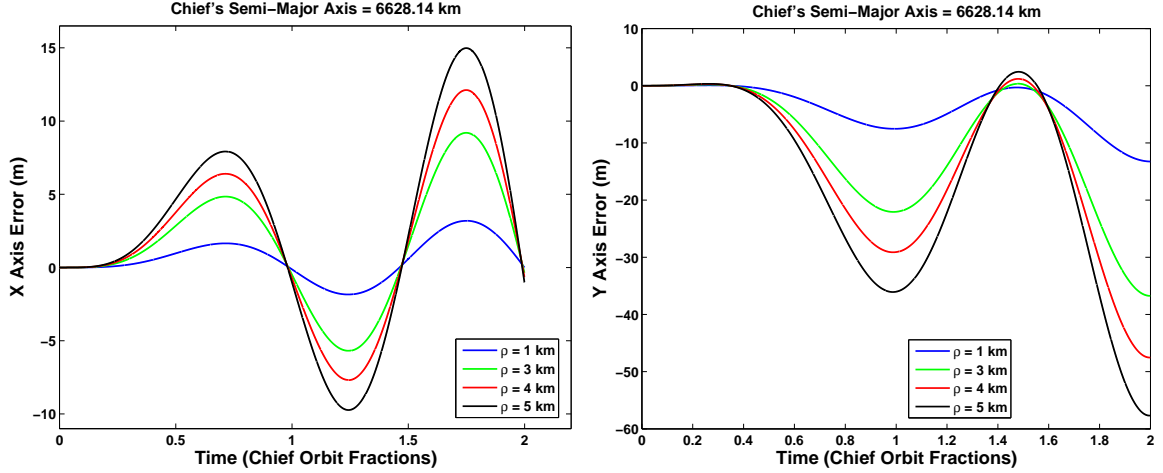 Chief's Semi−Major Axis = 6628.14 km
15
10
5
0
−5
−10
X Axis Error (m)
0 0.5 1 1.5 2
Time (Chief Orbit Fractions)
ρ = 1 km
ρ = 3 km
ρ = 4 km
ρ = 5 km
Chief's Semi−Major Axis = 6628.14 km
10
0
−10
−20
−30
−40
−50
−60
Y Axis Error (m)
0 0.2 0.4 0.6 0.8 1 1.2 1.4 1.6 1.8 2
Time (Chief Orbit Fractions)
ρ = 1 km
ρ = 3 km
ρ = 4 km
ρ = 5 km